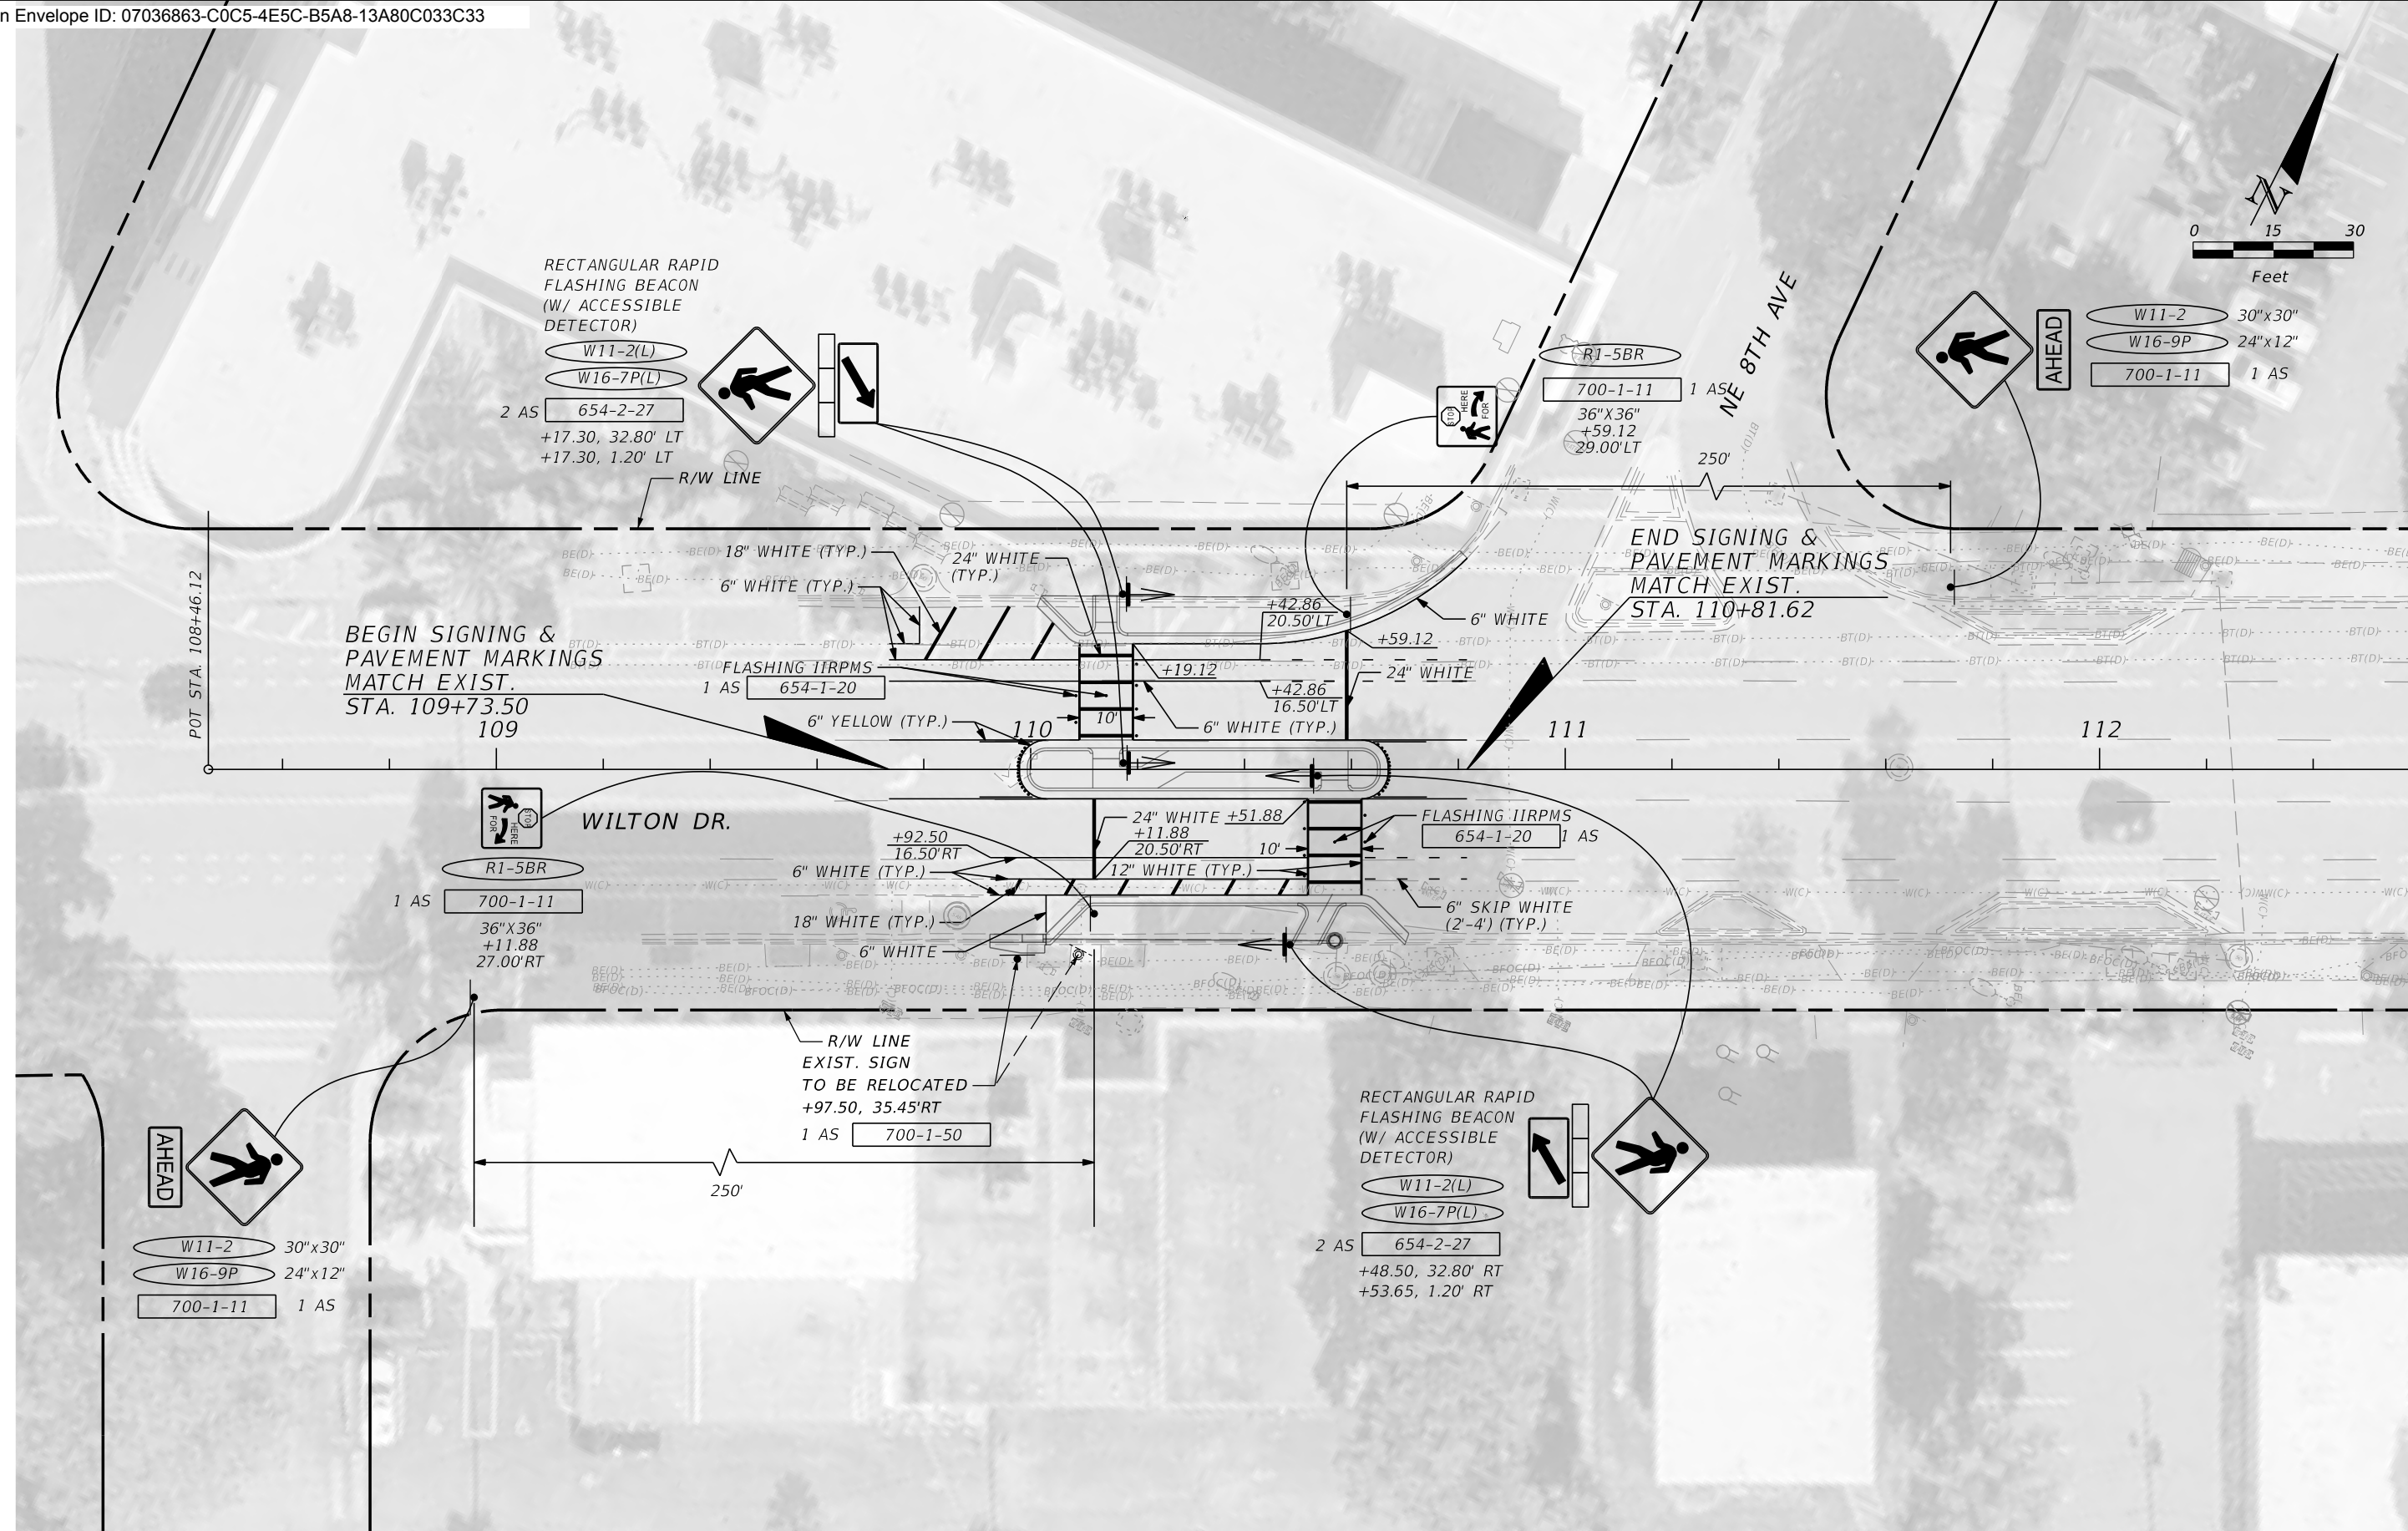 n Envelope ID: 07036863-C0C5-4E5C-B5A8-13A80C033C33
0 15 30
Feet
N
RECTANGULAR RAPID
FLASHING BEACON
(W/ ACCESSIBLE
DETECTOR)
W11-2(L)
W16-7P(L)
2 AS 654-2-27
+17.30, 32.80' LT
+17.30, 1.20' LT
R/W LINE
STOP
HERE
FOR
R1-5BR
700-1-11 1 AS
36"X36"
+59.12
29.00'LT
NE 8TH AVE
AHEAD
W11-2 30"x30"
W16-9P 24"x12"
700-1-11 1 AS
250'
POT STA. 108+46.12
18" WHITE (TYP.)
24" WHITE
(TYP.)
6" WHITE (TYP.)
BEGIN SIGNING &
PAVEMENT MARKINGS
MATCH EXIST.
STA. 109+73.50
FLASHING IIRPMS
1 AS 654-1-20
6" YELLOW (TYP.)
10'
+19.12
+42.86
20.50'LT
+42.86
16.50'LT
6" WHITE (TYP.)
+59.12
24" WHITE
6" WHITE
END SIGNING &
PAVEMENT MARKINGS
MATCH EXIST.
STA. 110+81.62
109 110 111 112
STOP
HERE
FOR
WILTON DR.
R1-5BR
1 AS 700-1-11
36"X36"
+11.88
27.00'RT
24" WHITE
+51.88
+11.88
20.50'RT
+92.50
16.50'RT
10'
6" WHITE (TYP.)
12" WHITE (TYP.)
FLASHING IIRPMS
654-1-20 1 AS
18" WHITE (TYP.)
6" WHITE
6" SKIP WHITE
(2'-4') (TYP.)
BE(D)
BT(D)
W(C)
BFOC(D)
R/W LINE
EXIST. SIGN
TO BE RELOCATED
+97.50, 35.45'RT
1 AS 700-1-50
250'
AHEAD
W11-2 30"x30"
W16-9P 24"x12"
700-1-11 1 AS
RECTANGULAR RAPID
FLASHING BEACON
(W/ ACCESSIBLE
DETECTOR)
W11-2(L)
W16-7P(L)
2 AS 654-2-27
+48.50, 32.80' RT
+53.65, 1.20' RT